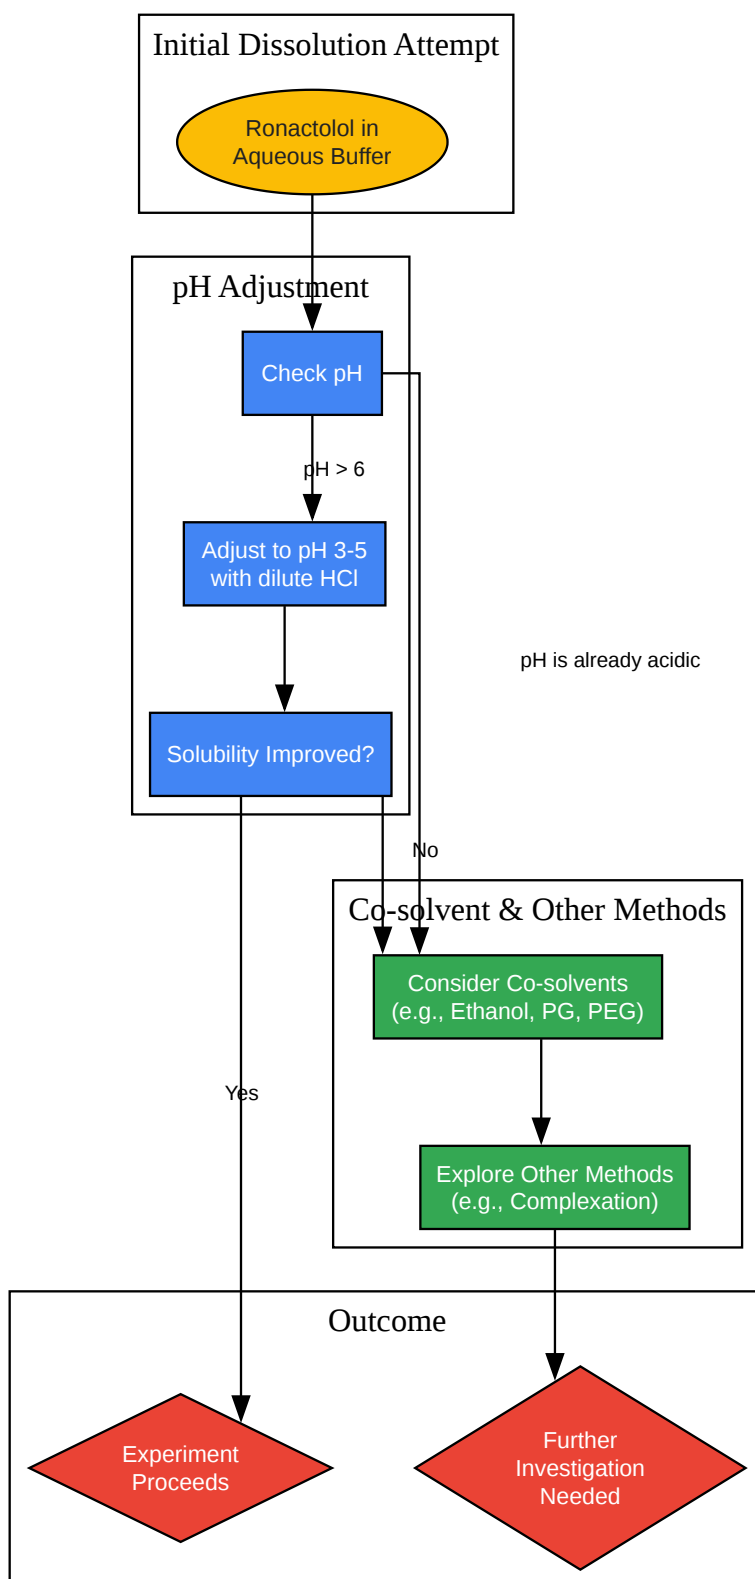 Initial Dissolution Attempt
Ronactolol in
Aqueous Buffer
pH Adjustment
Check pH
pH > 6
Adjust to pH 3-5
with dilute HCl
pH is already acidic
Solubility Improved?
No
Co-solvent & Other Methods
Consider Co-solvents
(e.g., Ethanol, PG, PEG)
Yes
Explore Other Methods
(e.g., Complexation)
Outcome
Experiment
Proceeds
Further
Investigation
Needed